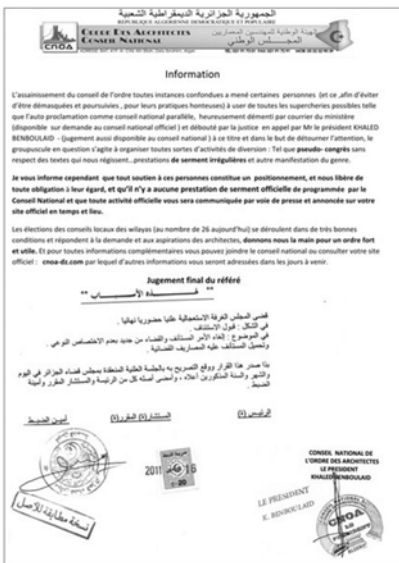 الجمهورية الجزائرية الديمقراطية الشعبية
REPUBLIQUE ALGERIENNE DEMOCRATIQUE ET POPULAIRE
ORDRE DES ARCHITECTES
CONSEIL NATIONAL
الهيئة الوطنية للمهندسين المعماريين
المجلس الوطني
CNOA
Information
L'assainissement du conseil de l'ordre toutes instances confondues a mené certaines personnes (et ce ,afin d'éviter
d'être démasquées et poursuivies , pour leurs pratiques honteuses) à user de toutes les supercheries possibles telle
que l'auto proclamation comme conseil national parallèle, heureusement démenti par courrier du ministère
(disponible sur demande au conseil national officiel ) et débouté par la justice en appel par Mr le président KHALED
BENBOULAID - (jugement aussi disponible au conseil national ) à ce titre et dans le but de détourner l'attention, le
groupuscule en question s'agite à organiser toutes sortes d'activités de diversion : Tel que pseudo- congrès sans
respect des textes qui nous régissent...prestations de serment irrégulières et autre manifestation du genre.
Je vous informe cependant que tout soutien à ces personnes constitue un positionnement, et nous libère de
toute obligation à leur égard, et qu'il n'y a aucune prestation de serment officielle de programmée par le
Conseil National et que toute activité officielle vous sera communiquée par voie de presse et annoncée sur votre
site officiel en temps et lieu.
Les élections des conseils locaux des wilayas (au nombre de 26 aujourd'hui) se déroulent dans de très bonnes
conditions et répondent à la demande et aux aspirations des architectes, donnons nous la main pour un ordre fort
et utile. Et pour toutes informations complémentaires vous pouvez joindre le conseil national ou consulter votre site
officiel : cnoa-dz.com par lequel d'autres informations vous seront adressées dans les jours à venir.
Jugement final du référé
" لهـــذه الأسبـــاب "
قضى المجلس الغرفة الاستعجالية علنيا حضوريا نهائيا .
في الشكل : قبول الاستئناف .
في الموضوع : إلغاء الأمر المستأنف والقضاء من جديد بعدم الاختصاص النوعي .
وتحميل المستأنف عليه المصاريف القضائية .
بذا صدر هذا القرار ووقع التصريح به بالجلسة العلنية المنعقدة بمجلس قضاء الجزائر في اليوم
والشهر والسنة المذكورين أعلاه ، وأمضى أصله كل من الرئيسة والمستشار المقرر وأمينة
الضبط .
الرئيس (ة)
المستشار(ة) المقرر(ة)
أمين الضبط
2011
16
20
نسخة مطابقة للأصل
CONSEIL NATIONAL DE
L'ORDRE DES ARCHITECTES
LE PRESIDENT
KHALED BENBOULAID
LE PRESIDENT
K. BENBOULAID
CNOA